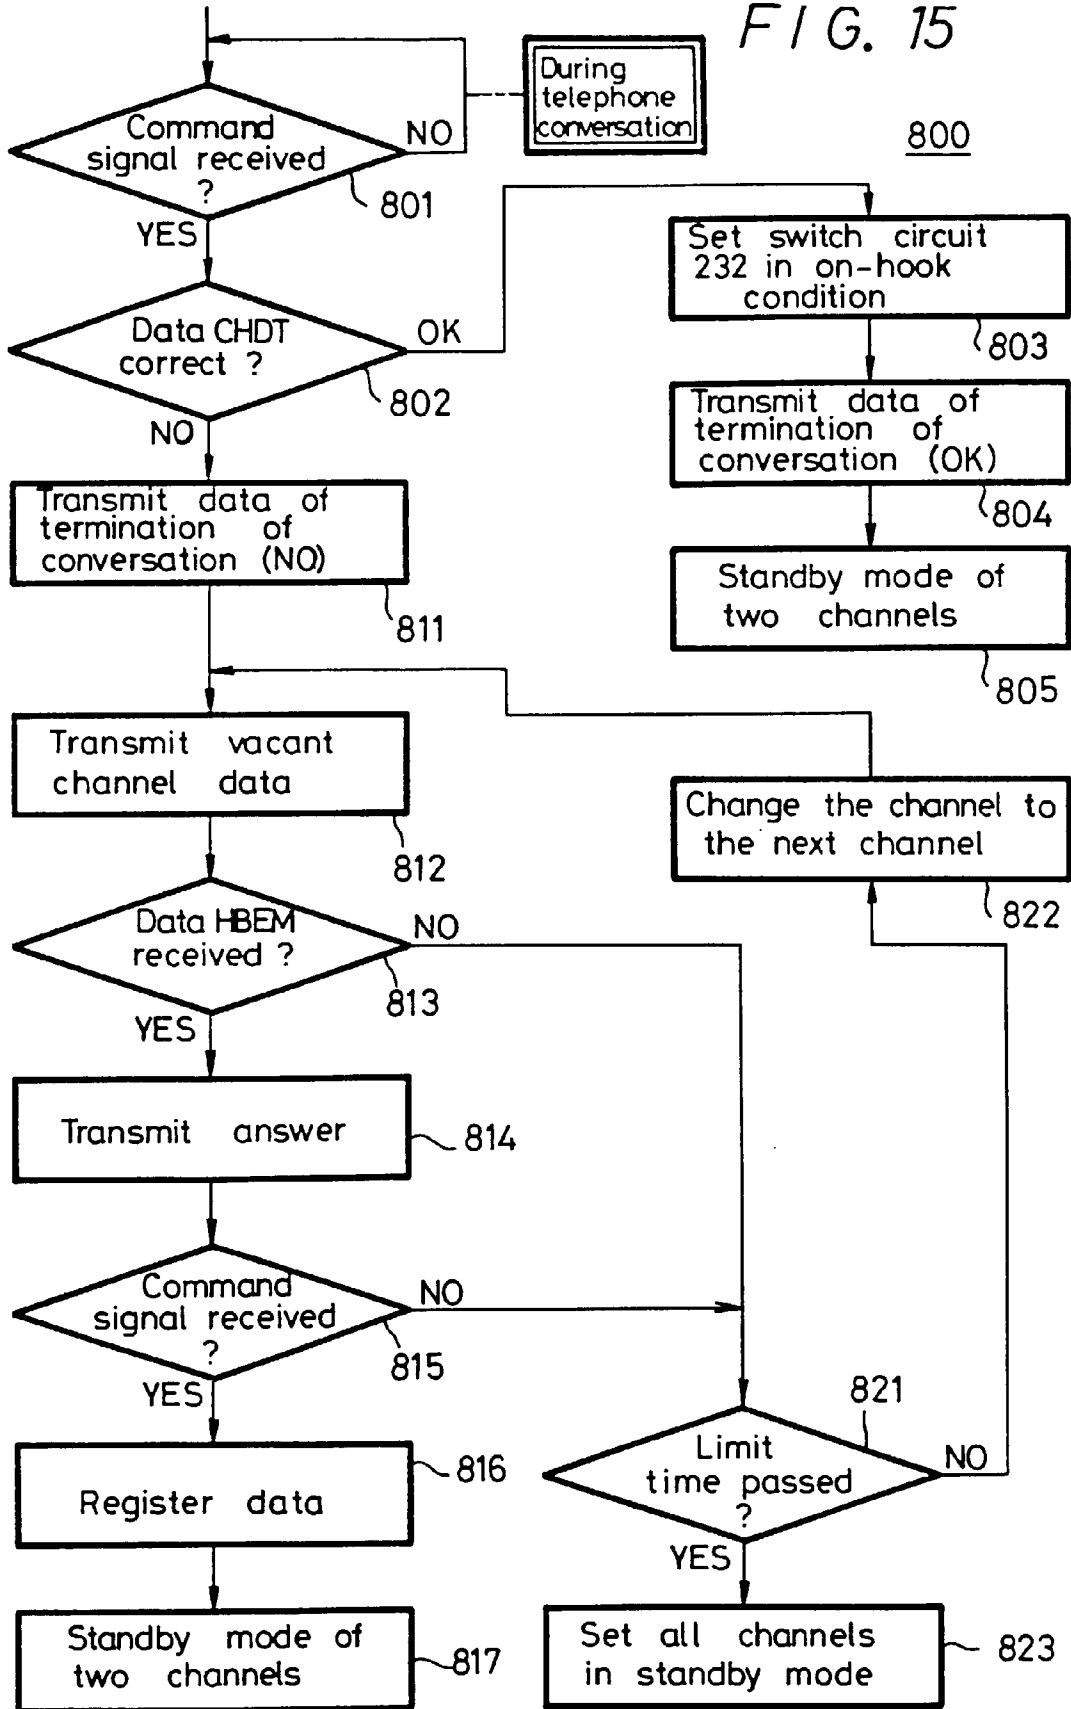 FIG. 15
During
telephone
conversation
800
Command
signal received
?
NO
801
YES
Data CHDT
correct ?
OK
802
NO
Set switch circuit
232 in on-hook
condition
803
Transmit data of
termination of
conversation (OK)
804
Standby mode of
two channels
805
Transmit data of
termination of
conversation (NO)
811
Transmit vacant
channel data
812
Change the channel to
the next channel
822
Data HBEM
received ?
NO
813
YES
Transmit answer
814
Command
signal received
?
NO
815
YES
821
Limit
time passed
?
NO
YES
Register data
816
Standby mode of
two channels
817
Set all channels
in standby mode
823